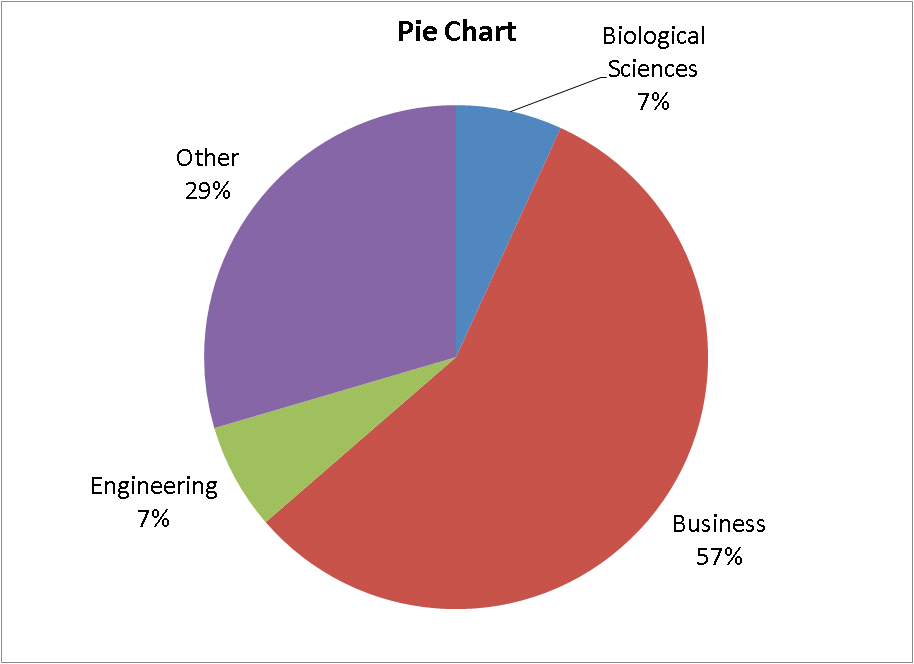 Pie Chart
Biological
Sciences
7%
Other
29%
Engineering
7%
Business
57%